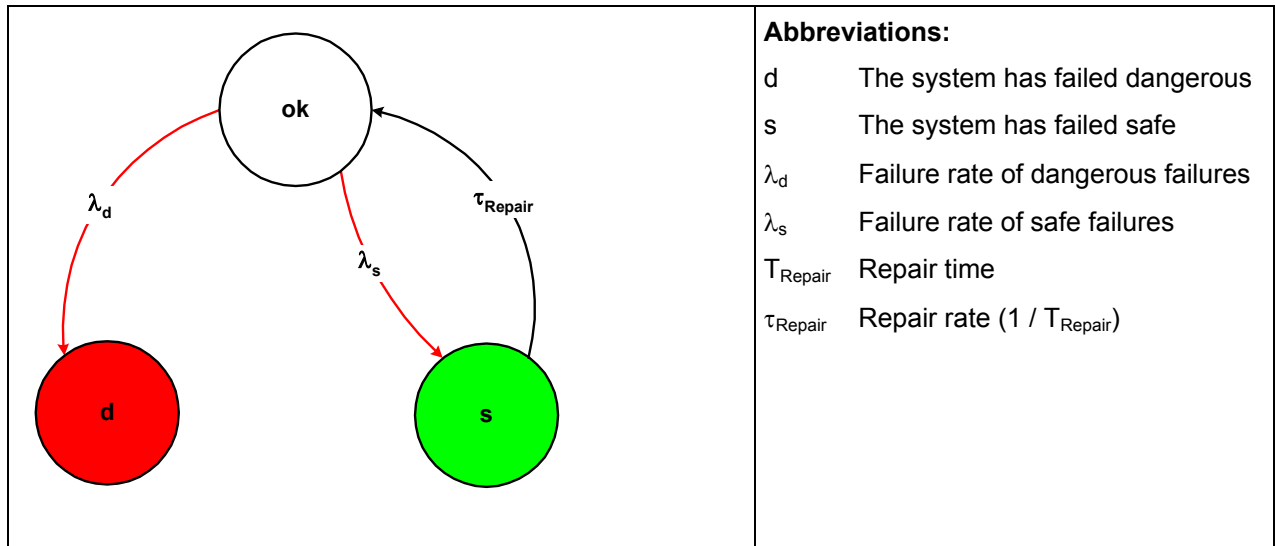 ok
λd
τRepair
λs
d
s
Abbreviations:
d The system has failed dangerous
s The system has failed safe
λd Failure rate of dangerous failures
λs Failure rate of safe failures
TRepair Repair time
τRepair Repair rate (1 / TRepair)